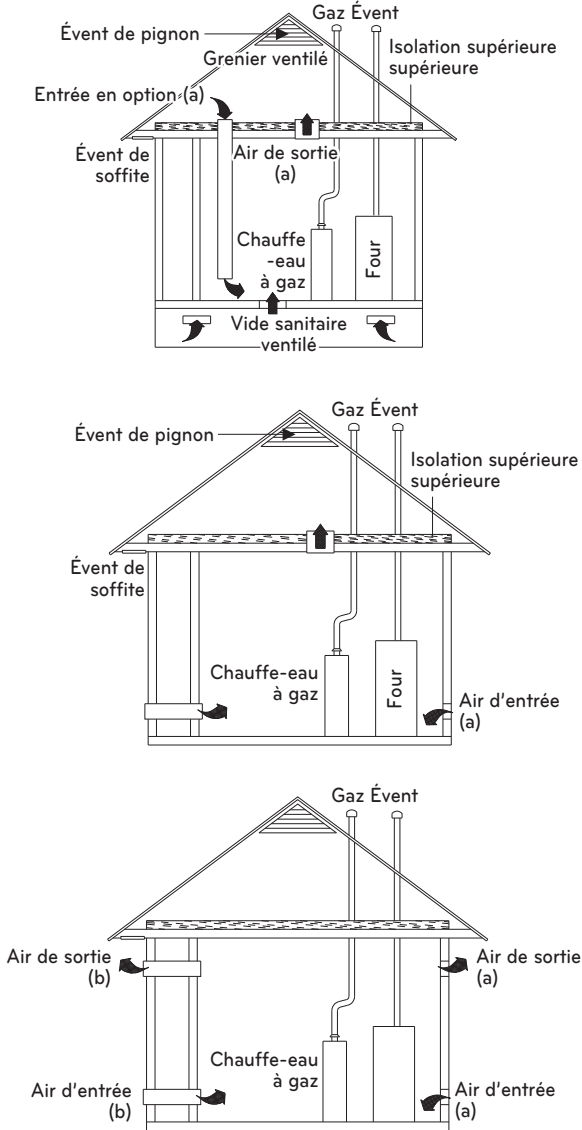 Gaz Évent
Évent de pignon
Grenier ventilé
Isolation supérieure
supérieure
Entrée en option (a)
Évent de
soffite
Air de sortie
(a)
Chauffe
-eau
à gaz
Four
Vide sanitaire
ventilé
Gaz Évent
Évent de pignon
Isolation supérieure
supérieure
Évent de
soffite
Chauffe-eau
à gaz
Four
Air d'entrée
(a)
Gaz Évent
Air de sortie
(b)
Air de sortie
(a)
Chauffe-eau
à gaz
Air d'entrée
(b)
Air d'entrée
(a)